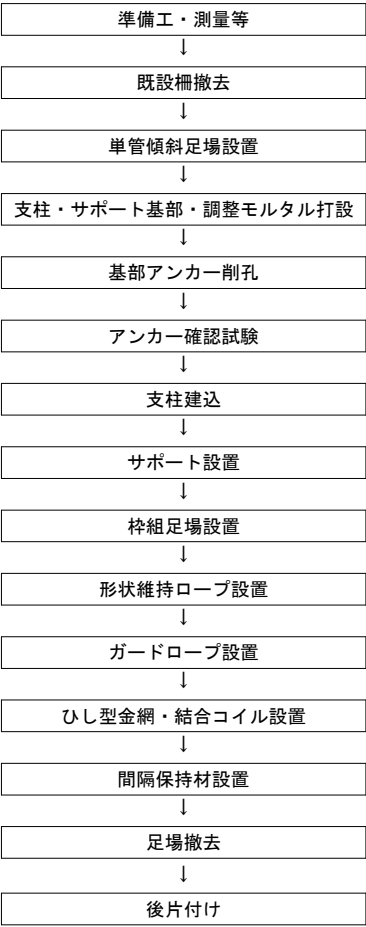 準備工・測量等
↓
既設柵撤去
↓
単管傾斜足場設置
↓
支柱・サポート基部・調整モルタル打設
↓
基部アンカー削孔
↓
アンカー確認試験
↓
支柱建込
↓
サポート設置
↓
枠組足場設置
↓
形状維持ロープ設置
↓
ガードロープ設置
↓
ひし型金網・結合コイル設置
↓
間隔保持材設置
↓
足場撤去
↓
後片付け